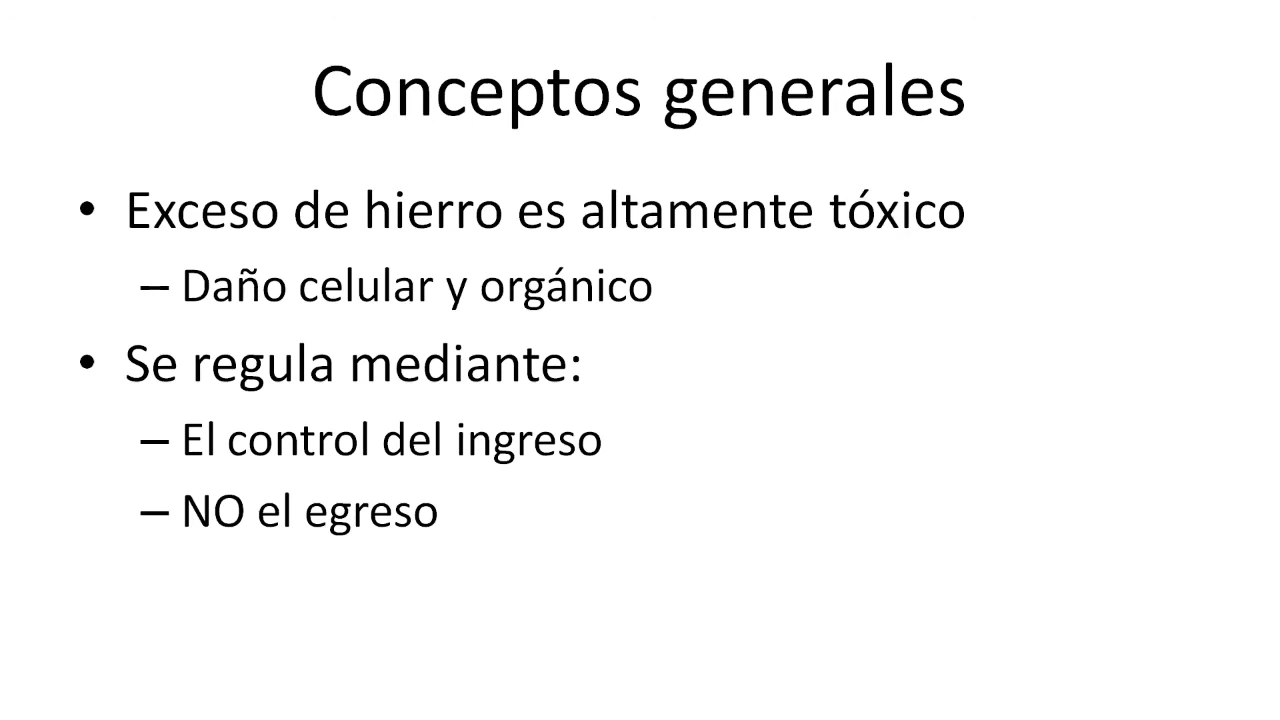 Conceptos generales
• Exceso de hierro es altamente tóxico
– Daño celular y orgánico
• Se regula mediante:
– El control del ingreso
– NO el egreso